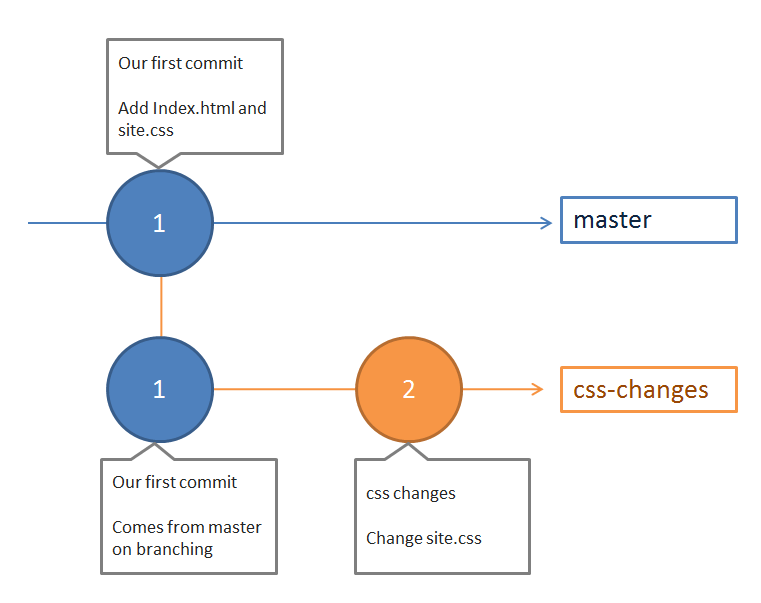 Our first commit
Add Index.html and
site.css
1
master
1
2
css-changes
Our first commit
Comes from master
on branching
css changes
Change site.css